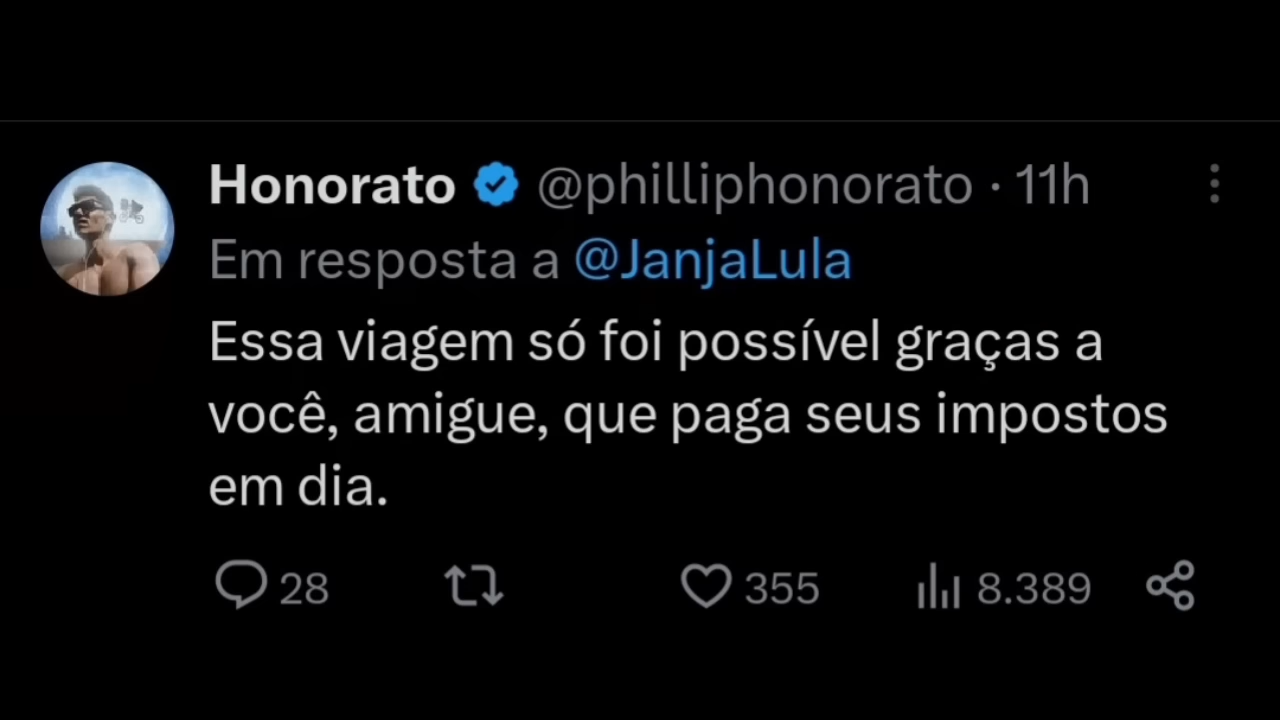 Honorato @philliphonorato · 11h
Em resposta a @JanjaLula
Essa viagem só foi possível graças a
você, amigue, que paga seus impostos
em dia.
28 355 8.389